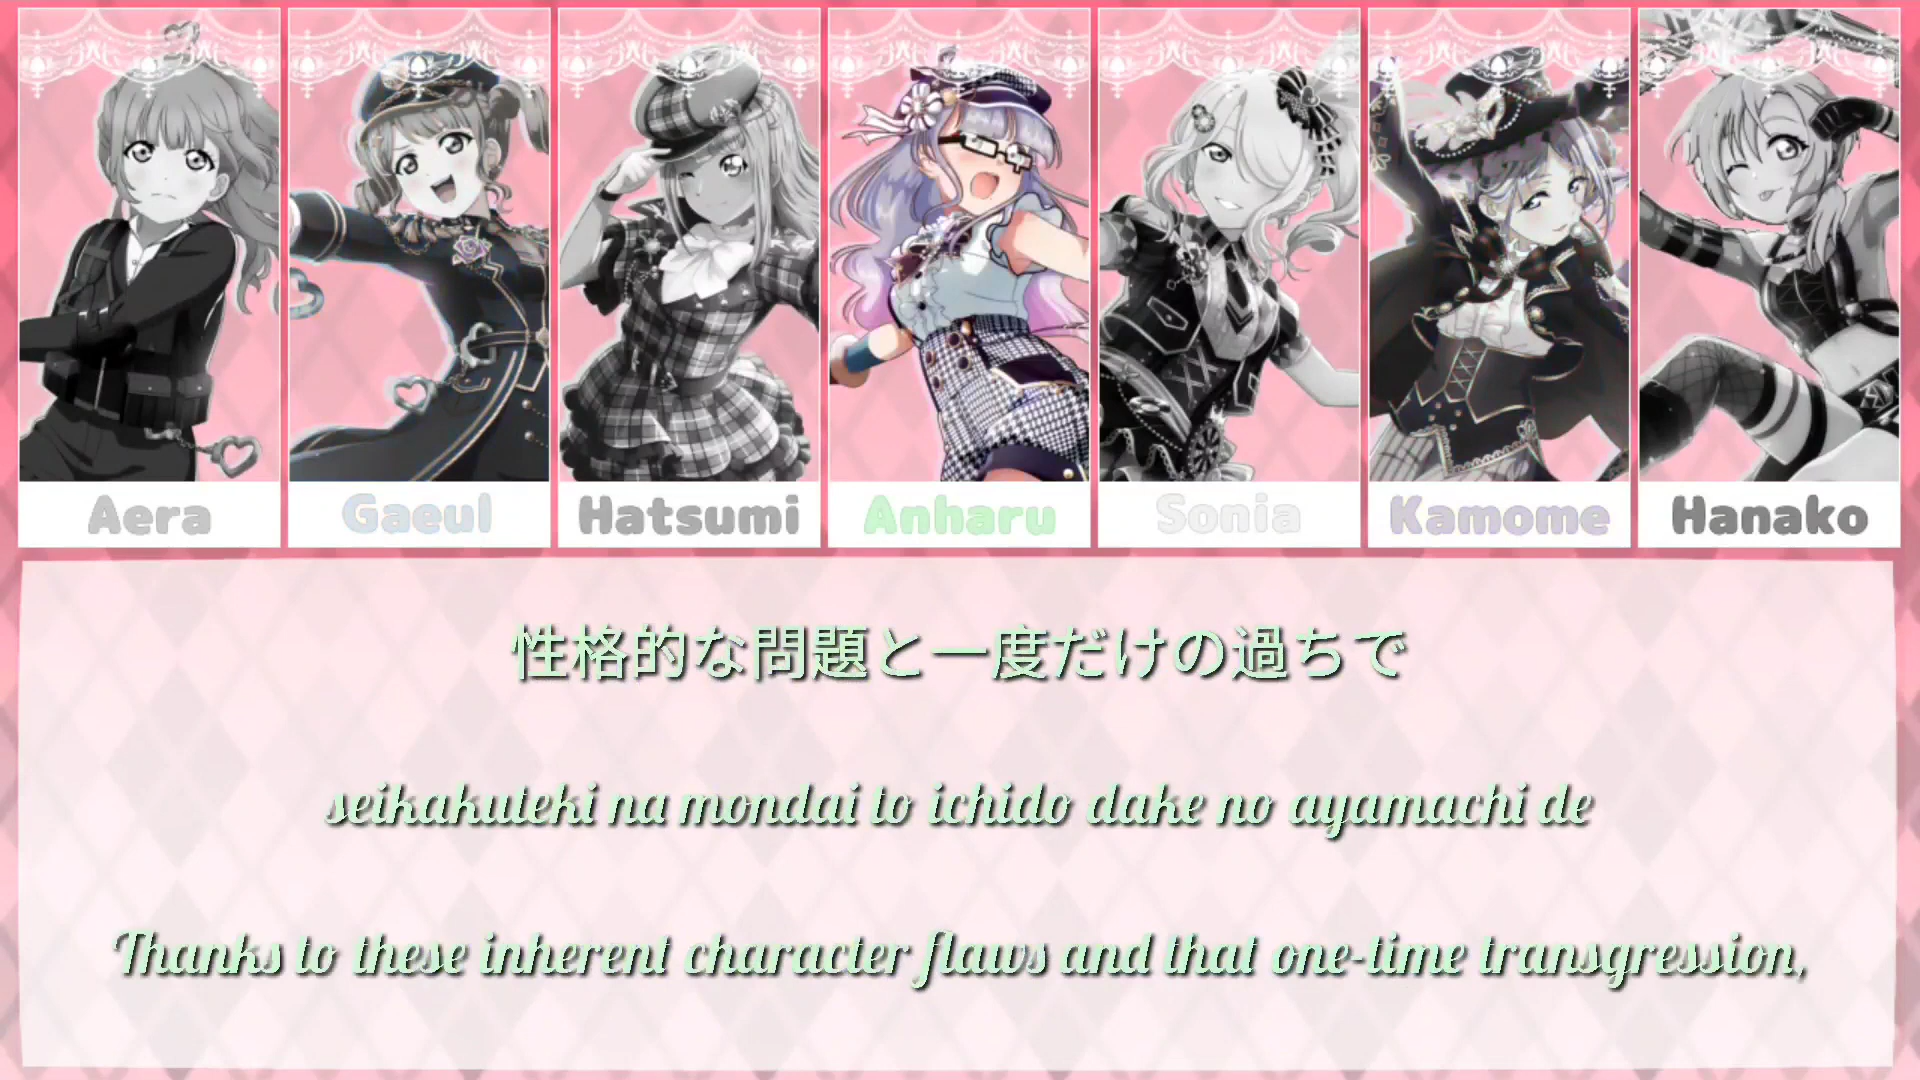 Aera Gaeul Hatsumi Anharu Sonia Kamome Hanako
性格的な問題と一度だけの過ちで
seikakuteki na mondai to ichido dake no ayamachi de
Thanks to these inherent character flaws and that one-time transgression,